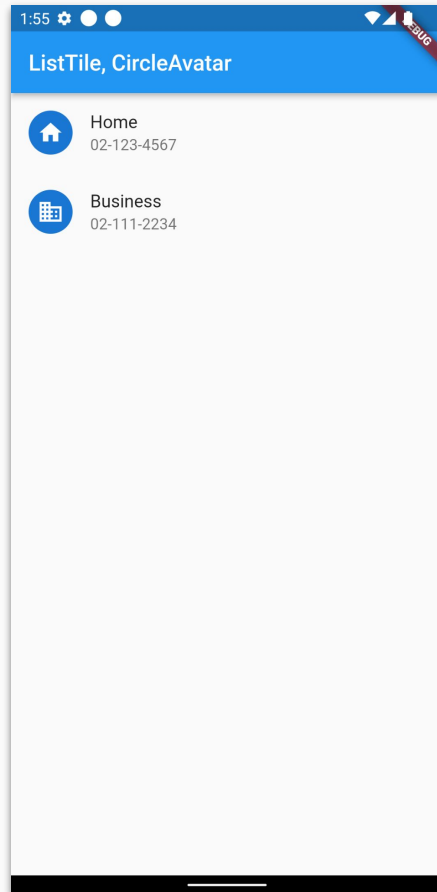 1:55
DEBUG
ListTile, CircleAvatar
Home
02-123-4567
Business
02-111-2234